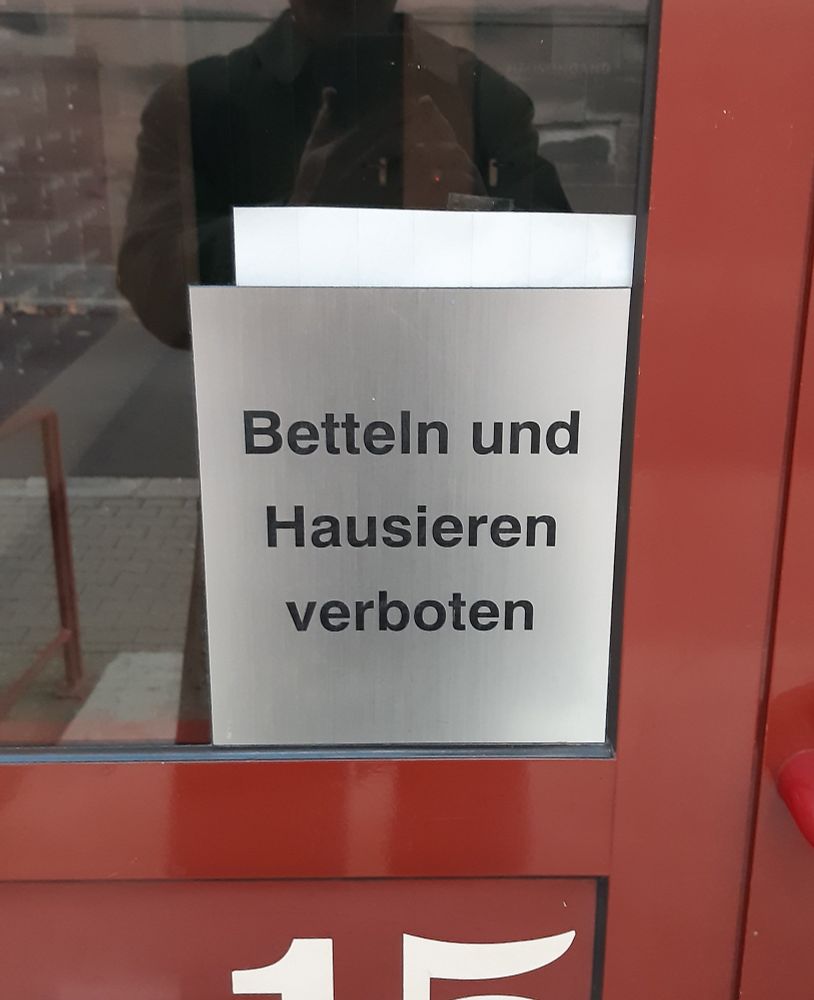 Betteln und
Hausieren
verboten
15